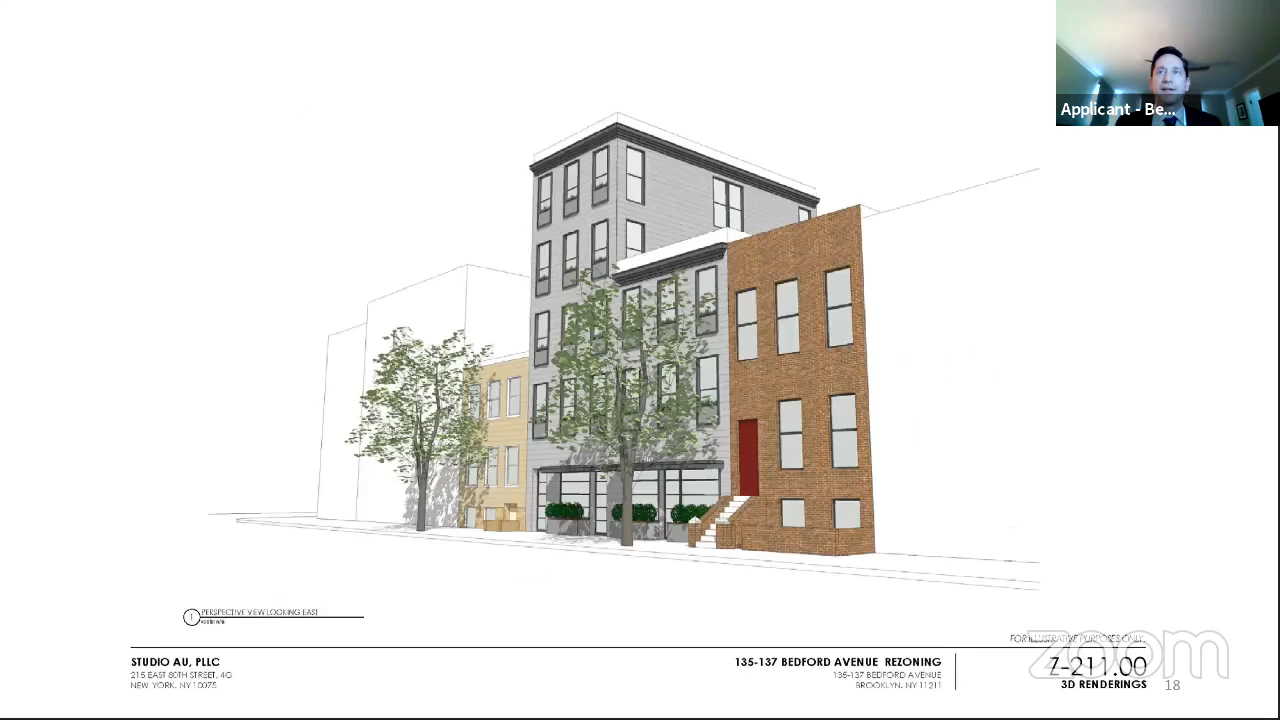 Applicant - Be...
1
PERSPECTIVE VIEW LOOKING EAST
FOR ILLUSTRATIVE PURPOSES ONLY.
STUDIO AU, PLLC
215 EAST 80TH STREET, 4G
NEW YORK, NY 10075
135-137 BEDFORD AVENUE REZONING
135-137 BEDFORD AVENUE
BROOKLYN, NY 11211
Z-211.00
3D RENDERINGS
18
zoom